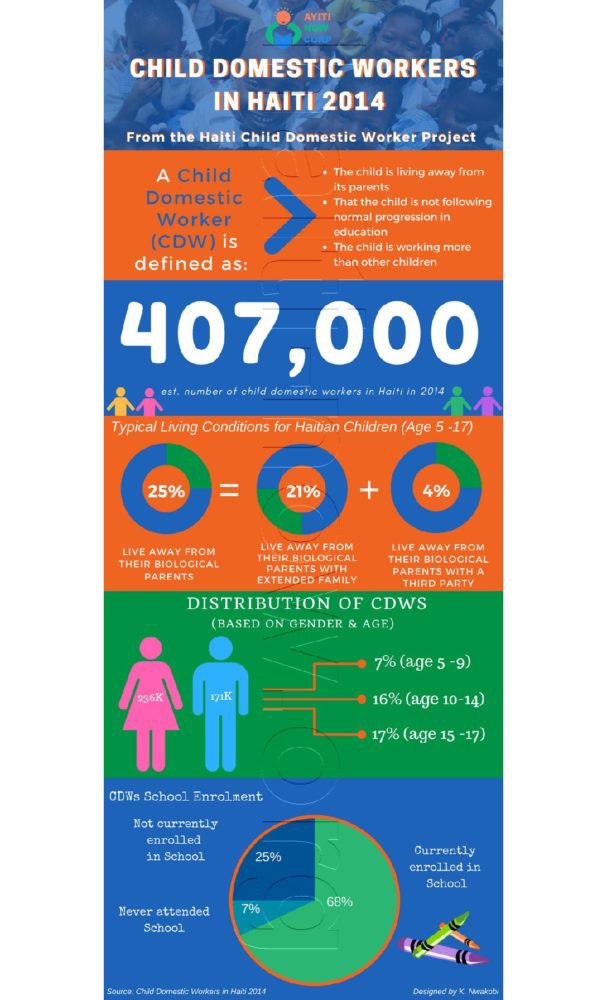 AYITI
NOW
CORP
CHILD DOMESTIC WORKERS
IN HAITI 2014
From the Haiti Child Domestic Worker Project
A Child
Domestic
Worker
(CDW) is
defined as:
• The child is living away from
its parents
• That the child is not following
normal progression in
education
• The child is working more
than other children
407,000
est. number of child domestic workers in Haiti in 2014
Typical Living Conditions for Haitian Children (Age 5 -17)
25%
=
21%
+
4%
LIVE AWAY FROM
THEIR BIOLOGICAL
PARENTS
LIVE AWAY FROM
THEIR BIOLOGICAL
PARENTS WITH
EXTENDED FAMILY
LIVE AWAY FROM
THEIR BIOLOGICAL
PARENTS WITH A
THIRD PARTY
DISTRIBUTION OF CDWS
(BASED ON GENDER & AGE)
236K
171K
7% (age 5 -9)
16% (age 10-14)
17% (age 15 -17)
CDWs School Enrolment
Not currently
enrolled
in School
25%
Never attended
School
7%
68%
Currently
enrolled in
School
Source: Child Domestic Workers in Haiti 2014
Designed by K. Nwakobi